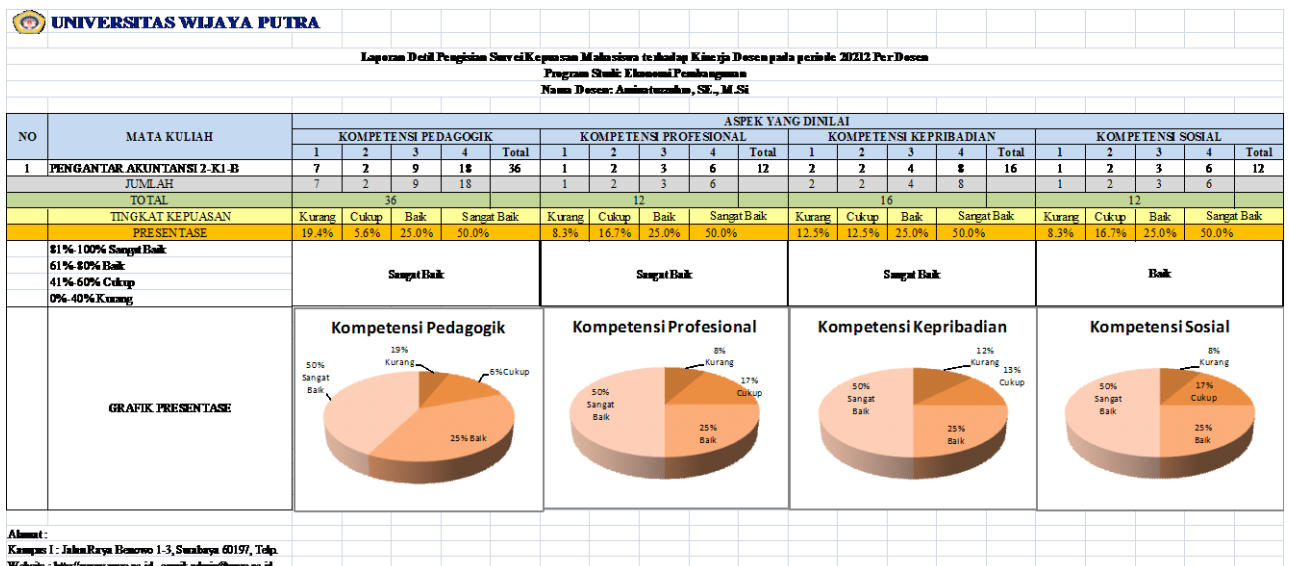 UNIVERSITAS WIJAYA PUTRA
Laporan Detil Pengisian Survei Kepuasan Mahasiswa terhadap Kinerja Dosen pada periode 20212 Per Dosen
Program Studi: Ekonomi Pembangunan
Nama Dosen: , SE., M.Si
NO MATA KULIAH ASPEK YANG DINILAI
KOMPETENSI PEDAGOGIK KOMPETENSI PROFESIONAL KOMPETENSI KEPRIBADIAN KOMPETENSI SOSIAL
1 2 3 4 Total 1 2 3 4 Total 1 2 3 4 Total 1 2 3 4 Total
1 PENGANTAR AKUNTANSI 2-K1-B 7 2 9 18 36 1 2 3 6 12 2 2 4 8 16 1 2 3 6 12
JUMLAH 7 2 9 18 1 2 3 6 2 2 4 8 1 2 3 6
TOTAL 36 12 16 12
TINGKAT KEPUASAN Kurang Cukup Baik Sangat Baik Kurang Cukup Baik Sangat Baik Kurang Cukup Baik Sangat Baik Kurang Cukup Baik Sangat Baik
PRESENTASE 19.4% 5.6% 25.0% 50.0% 8.3% 16.7% 25.0% 50.0% 12.5% 12.5% 25.0% 50.0% 8.3% 16.7% 25.0% 50.0%
81%-100% Sangat Baik
61%-80% Baik
41%-60% Cukup
0%-40% Kurang
Sangat Baik Sangat Baik Sangat Baik Baik
GRAFIK PRESENTASE
Kompetensi Pedagogik
19%
Kurang
6% Cukup
25% Baik
50%
Sangat
Baik
Kompetensi Profesional
8%
Kurang
17%
Cukup
25%
Baik
50%
Sangat
Baik
Kompetensi Kepribadian
12%
Kurang
13%
Cukup
25%
Baik
50%
Sangat
Baik
Kompetensi Sosial
8%
Kurang
17%
Cukup
25%
Baik
50%
Sangat
Baik
Alamat :
Kampus I : Jalan Raya Benowo 1-3, Surabaya 60197, Telp.
Website :